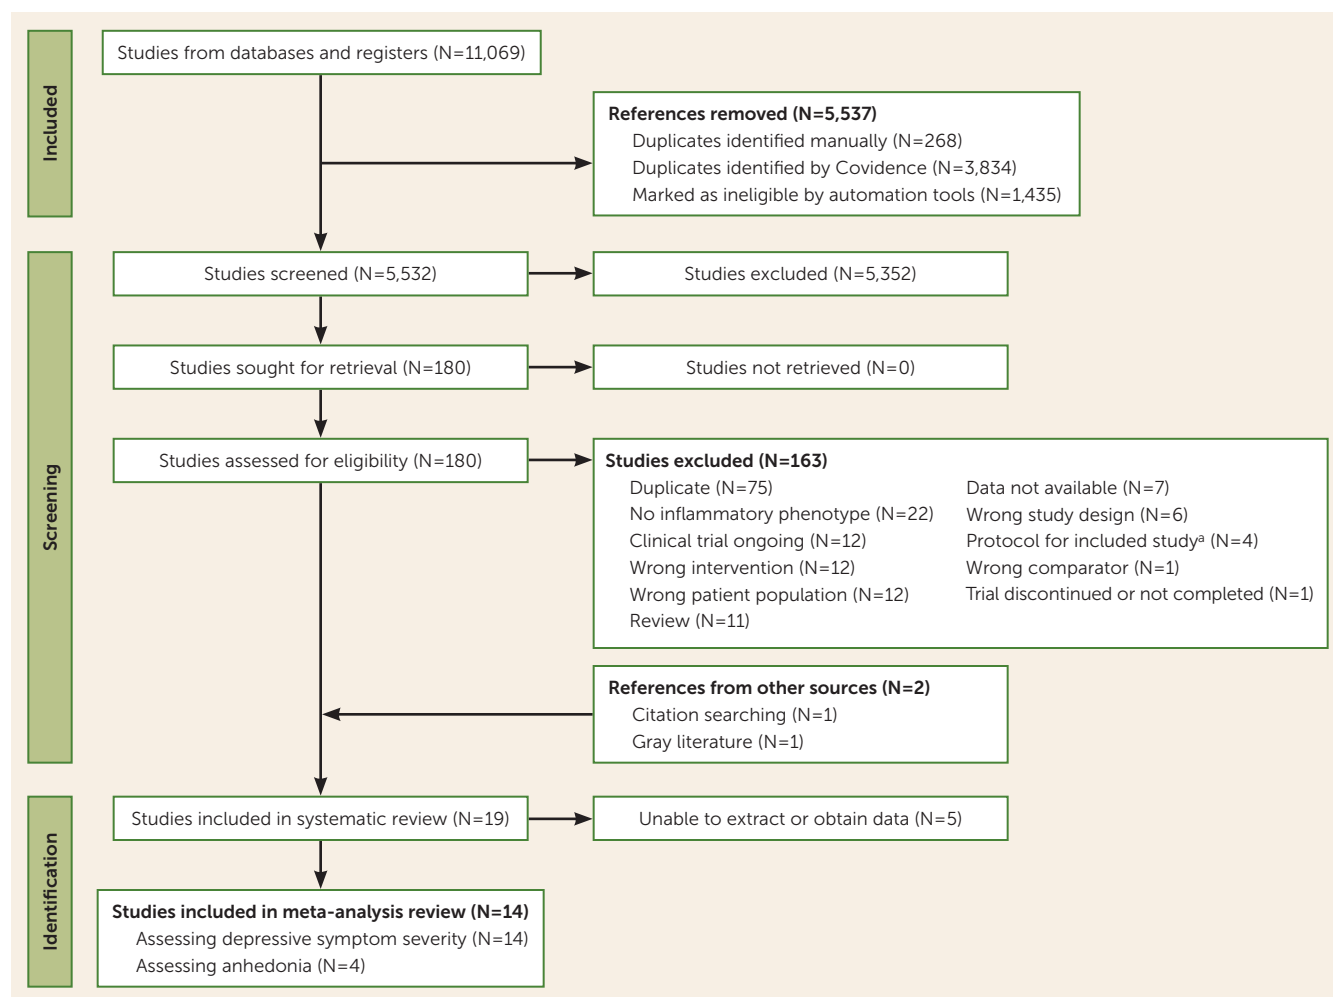 Included
Studies from databases and registers (N=11,069)
References removed (N=5,537)
Duplicates identified manually (N=268)
Duplicates identified by Covidence (N=3,834)
Marked as ineligible by automation tools (N=1,435)
Screening
Studies screened (N=5,532)
Studies excluded (N=5,352)
Studies sought for retrieval (N=180)
Studies not retrieved (N=0)
Studies assessed for eligibility (N=180)
Studies excluded (N=163)
Duplicate (N=75)
No inflammatory phenotype (N=22)
Clinical trial ongoing (N=12)
Wrong intervention (N=12)
Wrong patient population (N=12)
Review (N=11)
Data not available (N=7)
Wrong study design (N=6)
Protocol for included studyᵃ (N=4)
Wrong comparator (N=1)
Trial discontinued or not completed (N=1)
References from other sources (N=2)
Citation searching (N=1)
Gray literature (N=1)
Identification
Studies included in systematic review (N=19)
Unable to extract or obtain data (N=5)
Studies included in meta-analysis review (N=14)
Assessing depressive symptom severity (N=14)
Assessing anhedonia (N=4)